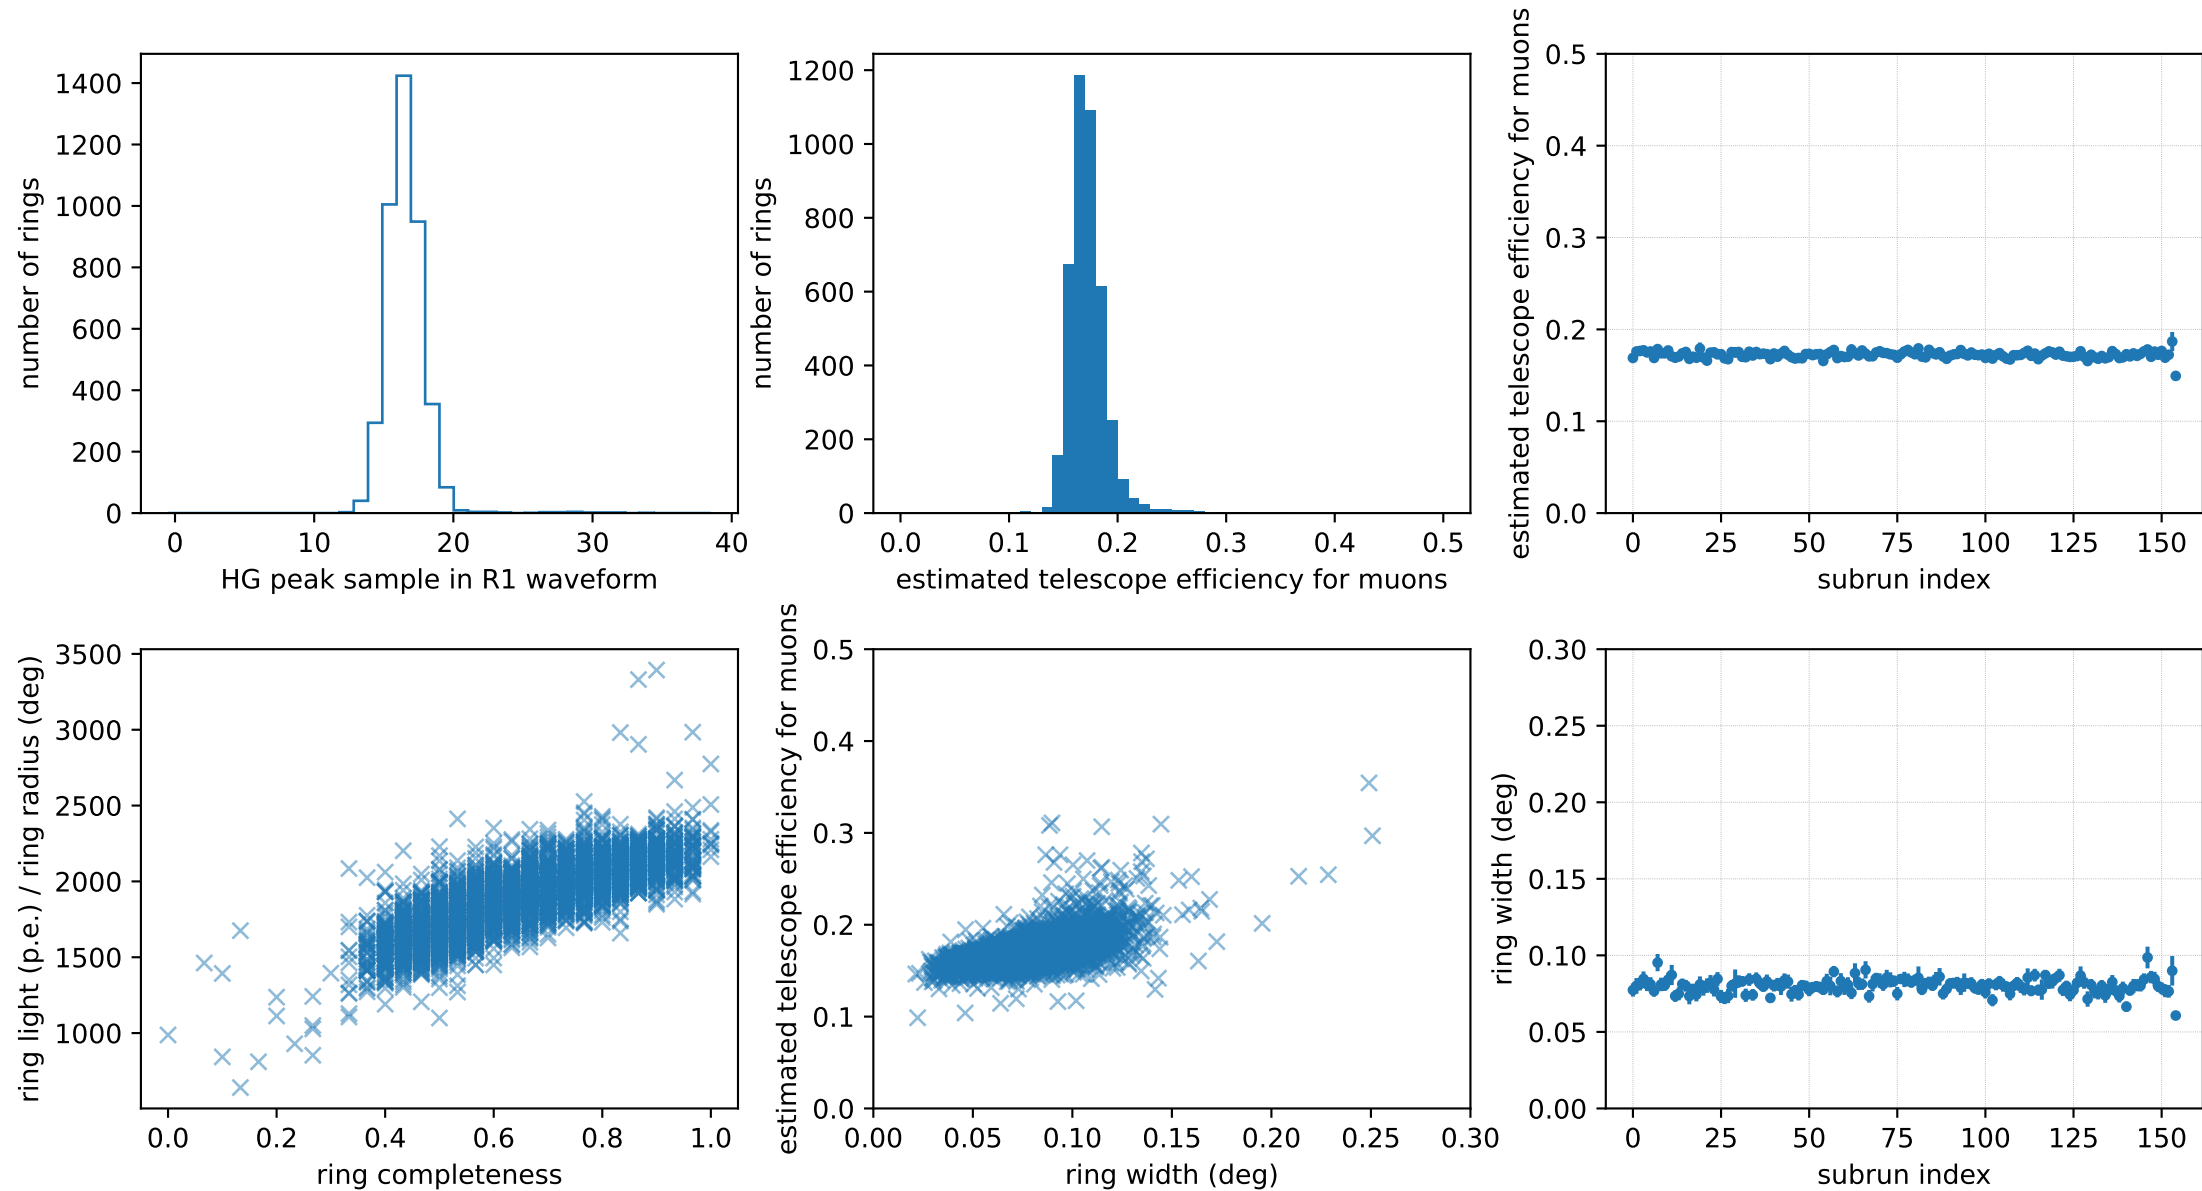 number of rings
1400
1200
1000
800
600
400
200
0
0 10 20 30 40
HG peak sample in R1 waveform
number of rings
1200
1000
800
600
400
200
0
0.0 0.1 0.2 0.3 0.4 0.5
estimated telescope efficiency for muons
estimated telescope efficiency for muons
0.5
0.4
0.3
0.2
0.1
0.0
0 25 50 75 100 125 150
subrun index
ring light (p.e.) / ring radius (deg)
3500
3000
2500
2000
1500
1000
0.0 0.2 0.4 0.6 0.8 1.0
ring completeness
estimated telescope efficiency for muons
0.5
0.4
0.3
0.2
0.1
0.0
0.00 0.05 0.10 0.15 0.20 0.25 0.30
ring width (deg)
ring width (deg)
0.30
0.25
0.20
0.15
0.10
0.05
0.00
0 25 50 75 100 125 150
subrun index